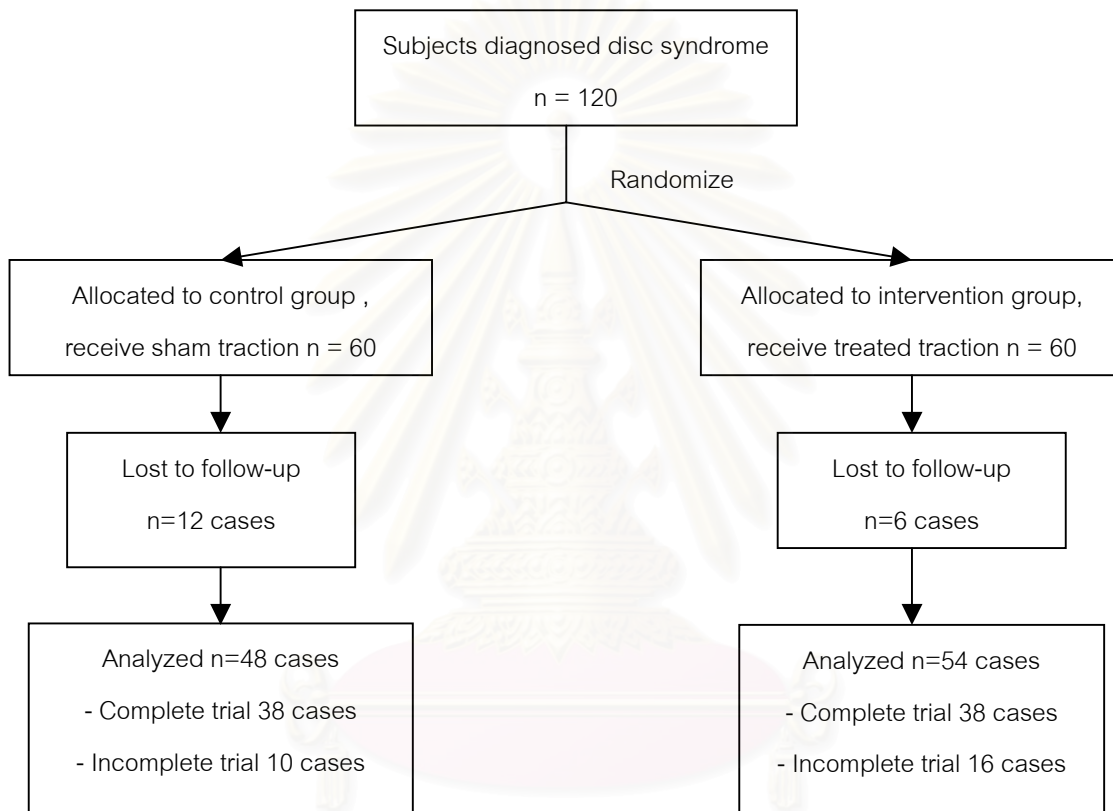 Subjects diagnosed disc syndrome
n = 120
Randomize
Allocated to control group ,
receive sham traction n = 60
Allocated to intervention group,
receive treated traction n = 60
Lost to follow-up
n=12 cases
Lost to follow-up
n=6 cases
Analyzed n=48 cases
- Complete trial 38 cases
- Incomplete trial 10 cases
Analyzed n=54 cases
- Complete trial 38 cases
- Incomplete trial 16 cases